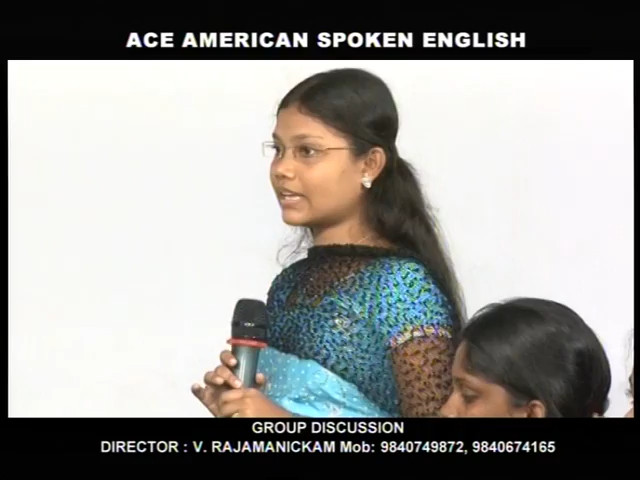 ACE AMERICAN SPOKEN ENGLISH
GROUP DISCUSSION
DIRECTOR : V. RAJAMANICKAM Mob: 9840749872, 9840674165